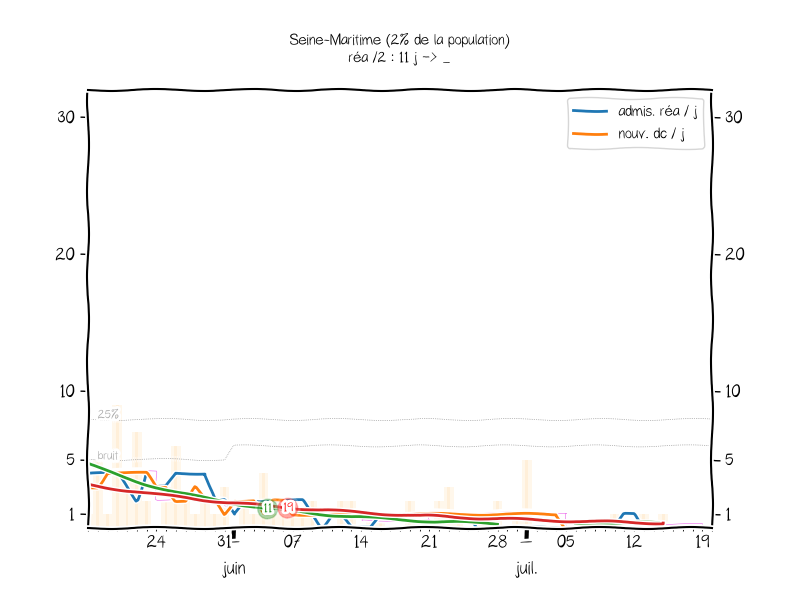 Seine-Maritime (2% de la population)
réa /2 : 11 j -> _
admis. réa / j
nouv. dc / j
30
30
20
20
10
10
25%
bruit
5
5
11 19
1
1
24 31 07 14 21 28 05 12 19
juin juil.